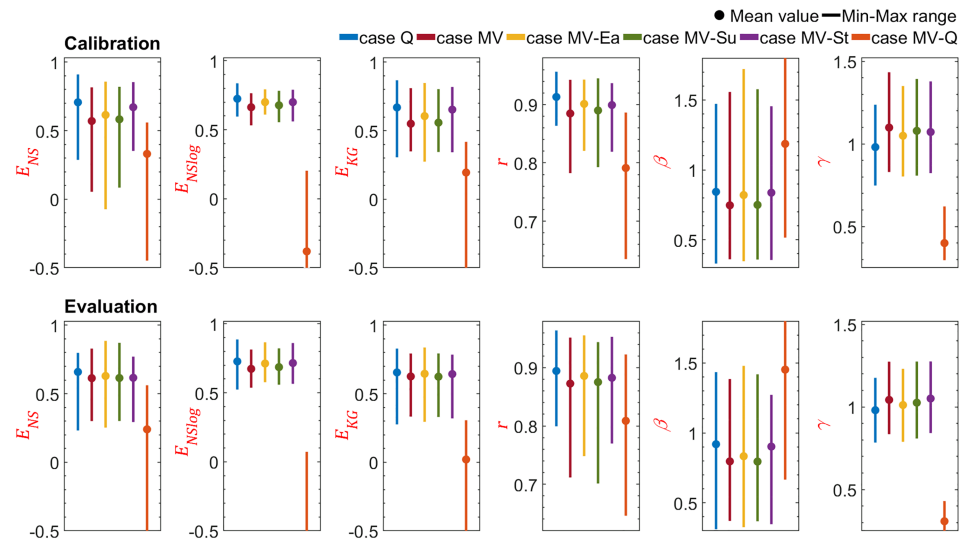 Mean value Min-Max range
Calibration
case Q case MV case MV-Ea case MV-Su case MV-St case MV-Q
1 1 1 1.5
0.9 1.5
0.5 0.5 0.5 0.8 1 1
0 0 0 0.7
0.5 0.5
-0.5 -0.5 -0.5
E_NS E_NSlog E_KG r β γ
Evaluation
1 1 1 1.5
0.9 1.5
0.5 0.5 0.5 0.8 1 1
0 0 0 0.7
0.5 0.5
-0.5 -0.5 -0.5
E_NS E_NSlog E_KG r β γ